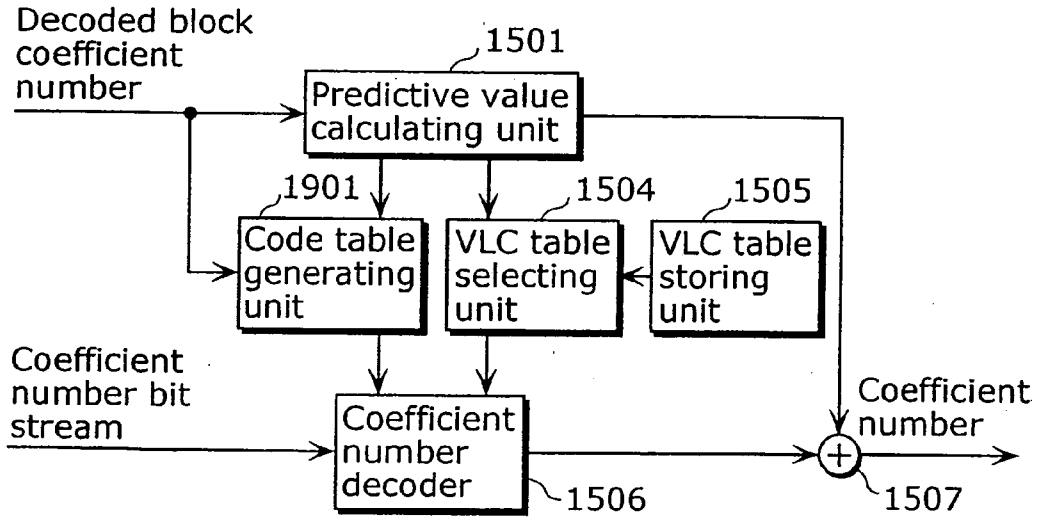 Decoded block
coefficient
number
1501
Predictive value
calculating unit
1901
Code table
generating
unit
1504
VLC table
selecting
unit
1505
VLC table
storing
unit
Coefficient
number bit
stream
Coefficient
number
decoder
1506
Coefficient
number
+
1507